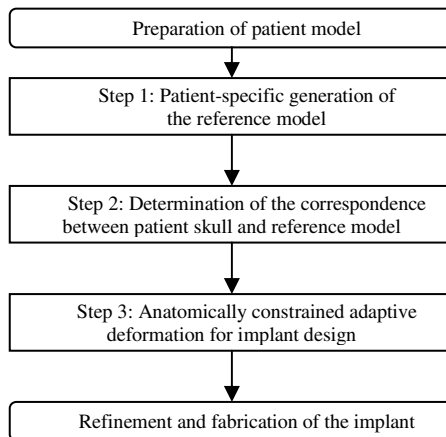 Preparation of patient model
Step 1: Patient-specific generation of
the reference model
Step 2: Determination of the correspondence
between patient skull and reference model
Step 3: Anatomically constrained adaptive
deformation for implant design
Refinement and fabrication of the implant